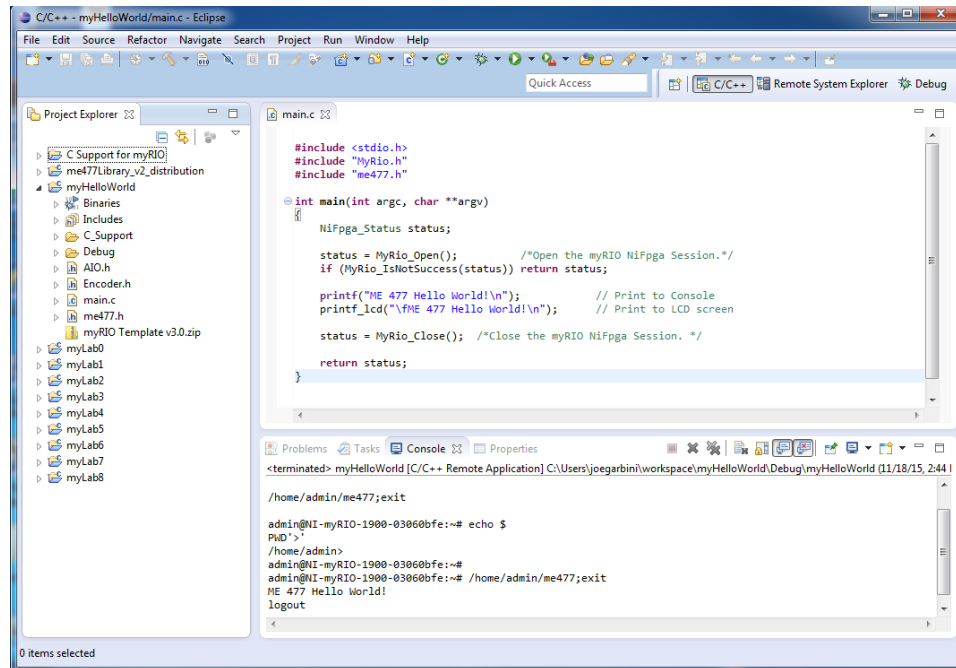 C/C++ - myHelloWorld/main.c - Eclipse
File Edit Source Refactor Navigate Search Project Run Window Help
Quick Access
C/C++
Remote System Explorer
Debug
Project Explorer
C Support for myRIO
me477Library_v2_distribution
myHelloWorld
Binaries
Includes
C_Support
Debug
AIO.h
Encoder.h
main.c
me477.h
myRIO Template v3.0.zip
myLab0
myLab1
myLab2
myLab3
myLab4
myLab5
myLab6
myLab7
myLab8
main.c
#include <stdio.h>
#include "MyRio.h"
#include "me477.h"
int main(int argc, char **argv)
{
NiFpga_Status status;
status = MyRio_Open(); /*Open the myRIO NiFpga Session.*/
if (MyRio_IsNotSuccess(status)) return status;
printf("ME 477 Hello World!\n"); // Print to Console
printf_lcd("\fME 477 Hello World!\n"); // Print to LCD screen
status = MyRio_Close(); /*Close the myRIO NiFpga Session. */
return status;
}
Problems Tasks Console Properties
<terminated> myHelloWorld [C/C++ Remote Application] C:\Users\joegarbini\workspace\myHelloWorld\Debug\myHelloWorld (11/18/15, 2:44
/home/admin/me477;exit
admin@NI-myRIO-1900-03060bfe:~# echo $
PWD'>'
/home/admin>
admin@NI-myRIO-1900-03060bfe:~#
admin@NI-myRIO-1900-03060bfe:~# /home/admin/me477;exit
ME 477 Hello World!
logout
0 items selected